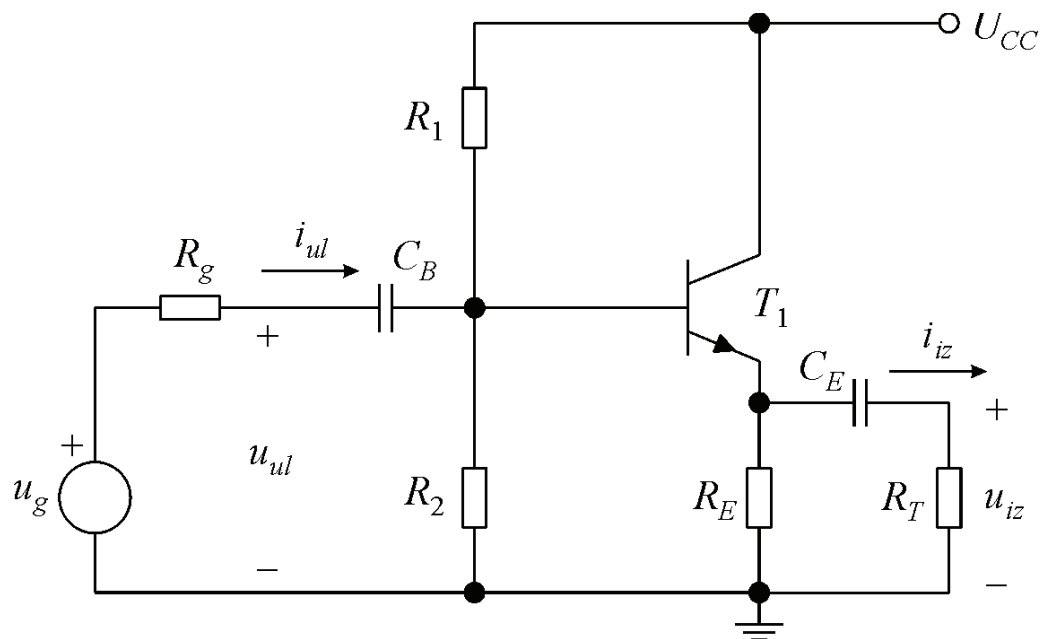 U_CC
R_1
i_ul
R_g
C_B
+
T_1
i_iz
C_E
+
+
u_ul
u_g
R_2
R_E
R_T
u_iz
−
−